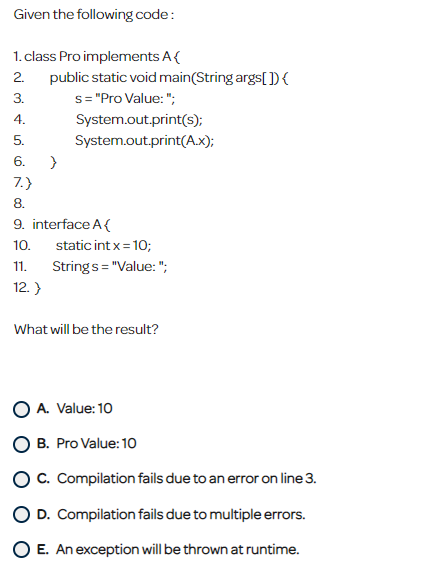 Given the following code :
1. class Pro implements A {
2. public static void main(String args[ ]) {
3. s = "Pro Value: ";
4. System.out.print(s);
5. System.out.print(A.x);
6. }
7. }
8.
9. interface A {
10. static int x = 10;
11. String s = "Value: ";
12. }
What will be the result?
A. Value: 10
B. Pro Value: 10
C. Compilation fails due to an error on line 3.
D. Compilation fails due to multiple errors.
E. An exception will be thrown at runtime.